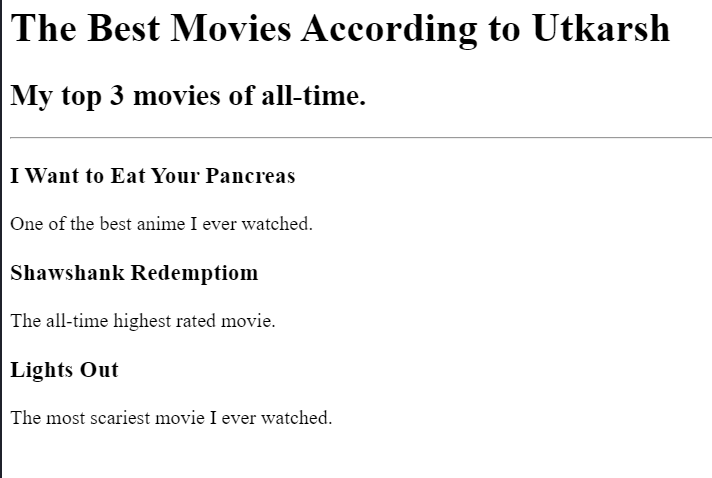 The Best Movies According to Utkarsh
My top 3 movies of all-time.
I Want to Eat Your Pancreas
One of the best anime I ever watched.
Shawshank Redemptiom
The all-time highest rated movie.
Lights Out
The most scariest movie I ever watched.